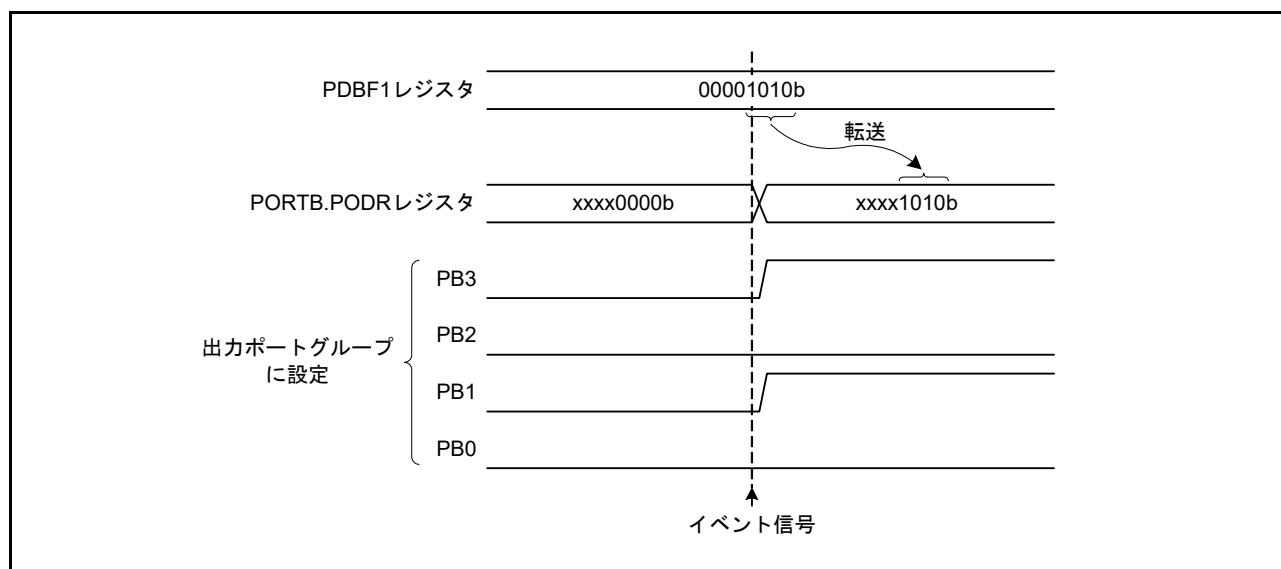 PDBF1レジスタ
00001010b
転送
PORTB.PODRレジスタ
xxxx0000b
xxxx1010b
出力ポートグループ
に設定
PB3
PB2
PB1
PB0
イベント信号